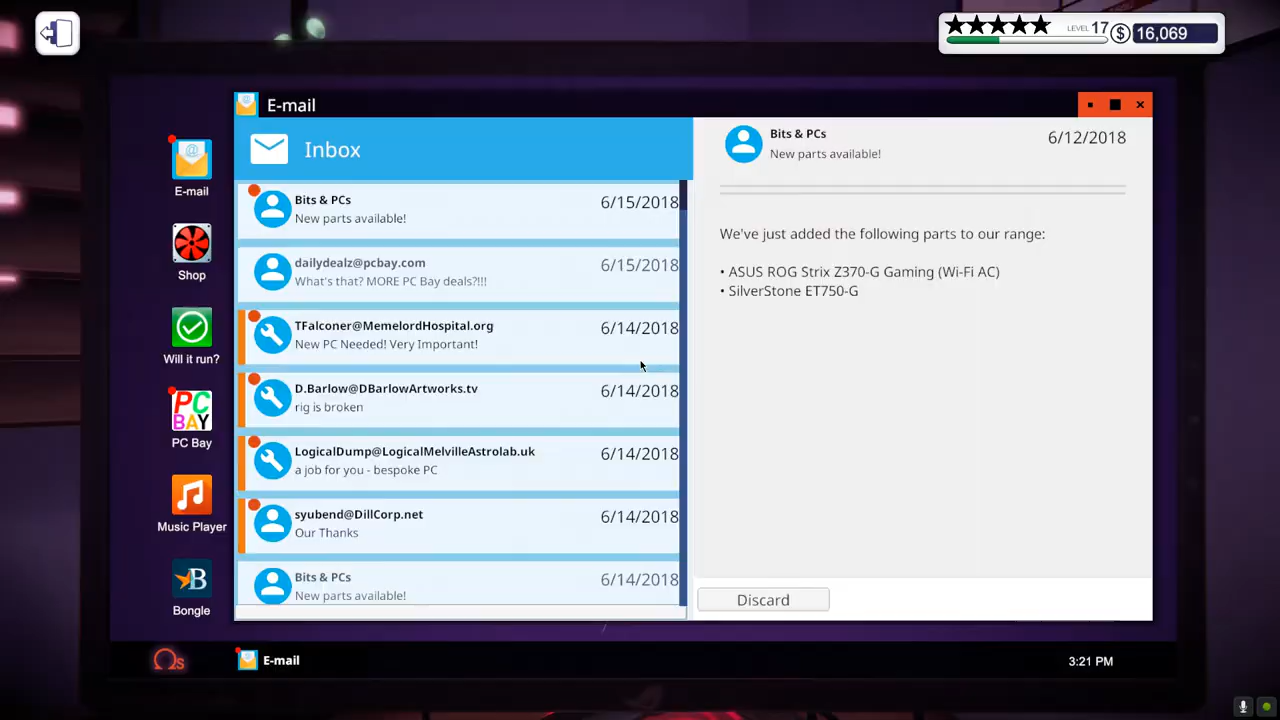 LEVEL 17
$ 16,069
E-mail
Inbox
Bits & PCs
6/15/2018
New parts available!
dailydealz@pcbay.com
6/15/2018
What's that? MORE PC Bay deals?!!!
TFalconer@MemelordHospital.org
6/14/2018
New PC Needed! Very Important!
D.Barlow@DBarlowArtworks.tv
6/14/2018
rig is broken
LogicalDump@LogicalMelvilleAstrolab.uk
6/14/2018
a job for you - bespoke PC
syubend@DillCorp.net
6/14/2018
Our Thanks
Bits & PCs
6/14/2018
New parts available!
Bits & PCs
6/12/2018
New parts available!
We've just added the following parts to our range:
• ASUS ROG Strix Z370-G Gaming (Wi-Fi AC)
• SilverStone ET750-G
Discard
E-mail
Shop
Will it run?
PC
BAY
PC Bay
Music Player
B
Bongle
Ωs
E-mail
3:21 PM